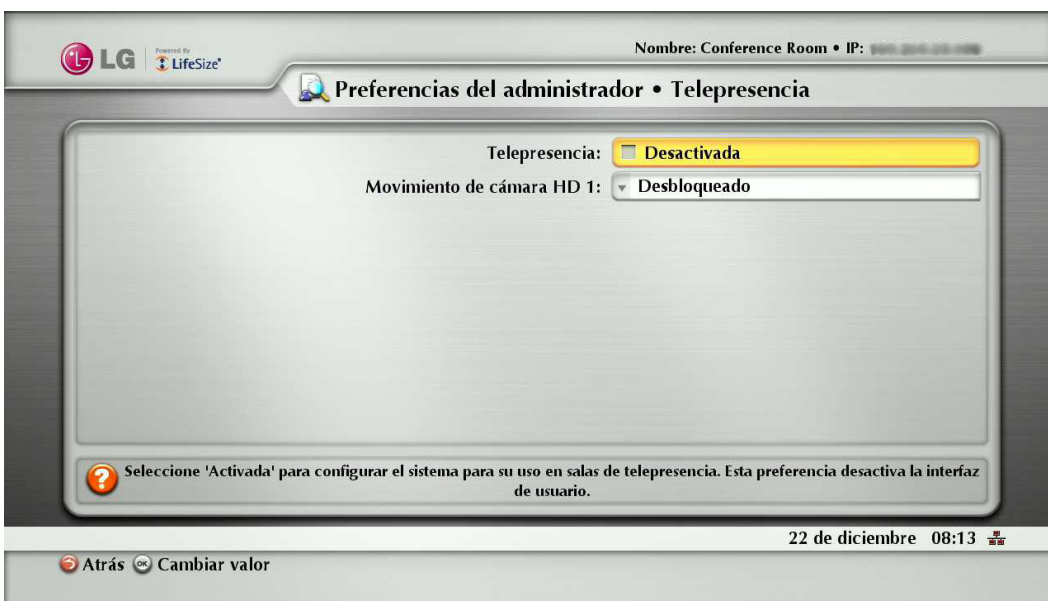 LG
Powered By
LifeSize
Nombre: Conference Room • IP:
Preferencias del administrador • Telepresencia
Telepresencia: Desactivada
Movimiento de cámara HD 1: Desbloqueado
Seleccione 'Activada' para configurar el sistema para su uso en salas de telepresencia. Esta preferencia desactiva la interfaz
de usuario.
22 de diciembre 08:13
Atrás OK Cambiar valor